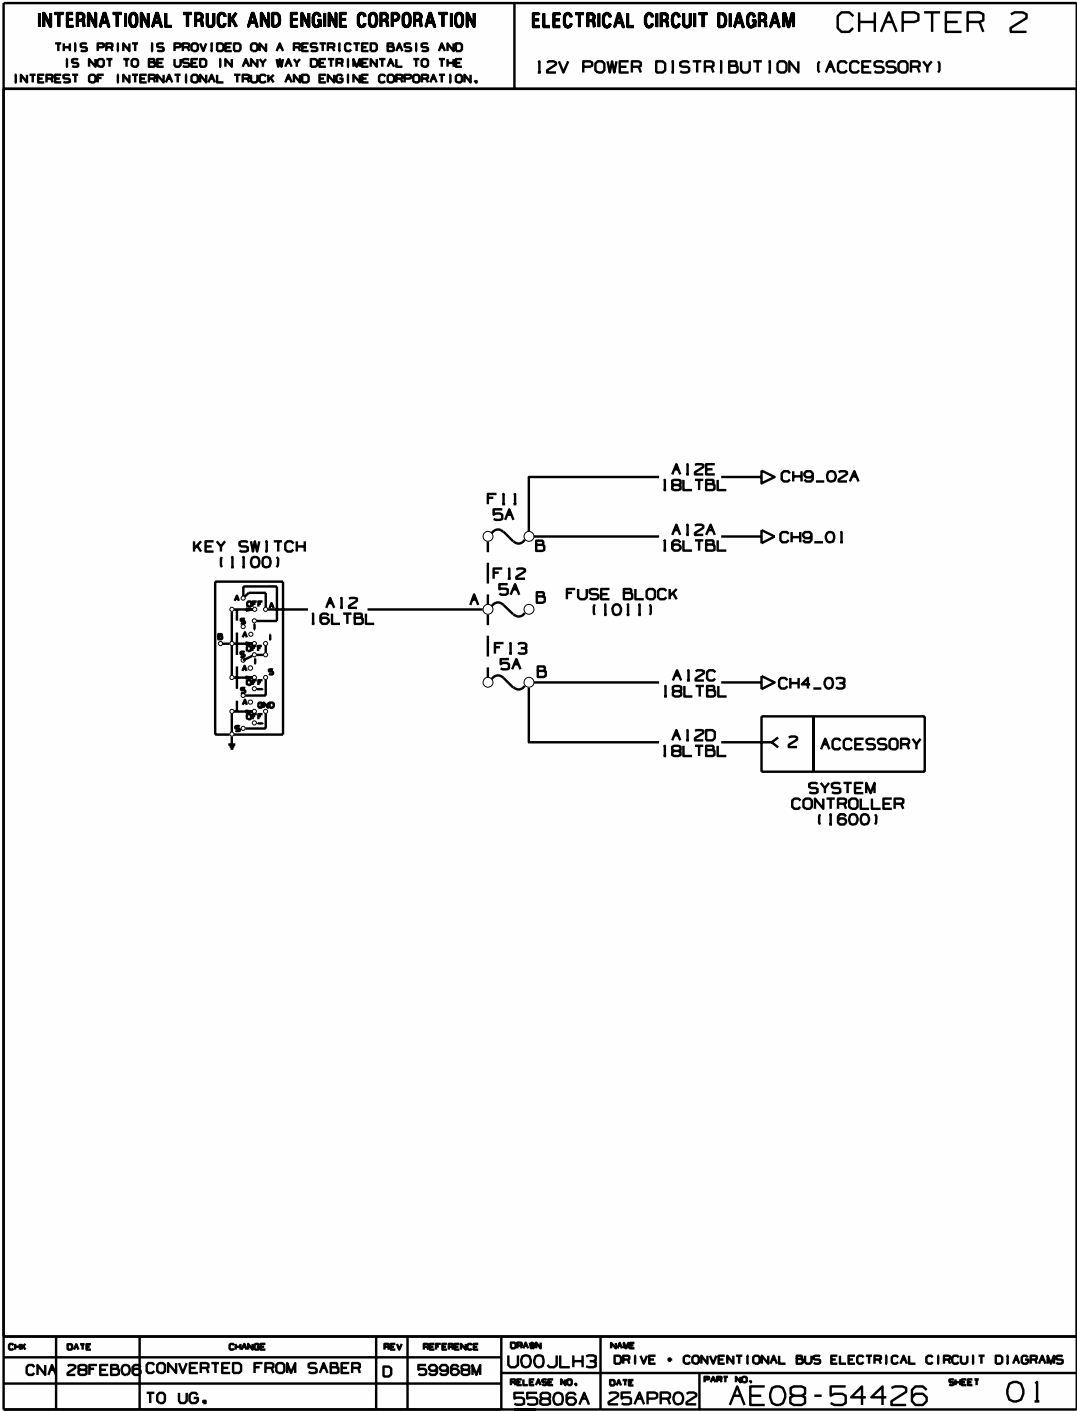 INTERNATIONAL TRUCK AND ENGINE CORPORATION
THIS PRINT IS PROVIDED ON A RESTRICTED BASIS AND
IS NOT TO BE USED IN ANY WAY DETRIMENTAL TO THE
INTEREST OF INTERNATIONAL TRUCK AND ENGINE CORPORATION.
ELECTRICAL CIRCUIT DIAGRAM CHAPTER 2
12V POWER DISTRIBUTION (ACCESSORY)
A12E
18LTBL
CH9_02A
F11
5A
B
A12A
16LTBL
CH9_01
KEY SWITCH
(1100)
A
OFF
A
S
I
B
A
I
OFF
S
I
A
S
OFF
S
A
GND
OFF
S
A12
16LTBL
A
F12
5A
B
FUSE BLOCK
(1011)
F13
5A
B
A12C
18LTBL
CH4_03
A12D
18LTBL
2
ACCESSORY
SYSTEM
CONTROLLER
(1600)
CHK DATE CHANGE REV REFERENCE
CNA 28FEB06 CONVERTED FROM SABER D 59968M
TO UG.
DRAWN
U00JLH3
NAME
DRIVE • CONVENTIONAL BUS ELECTRICAL CIRCUIT DIAGRAMS
RELEASE NO.
55806A
DATE
25APR02
PART NO.
AE08-54426
SHEET
01